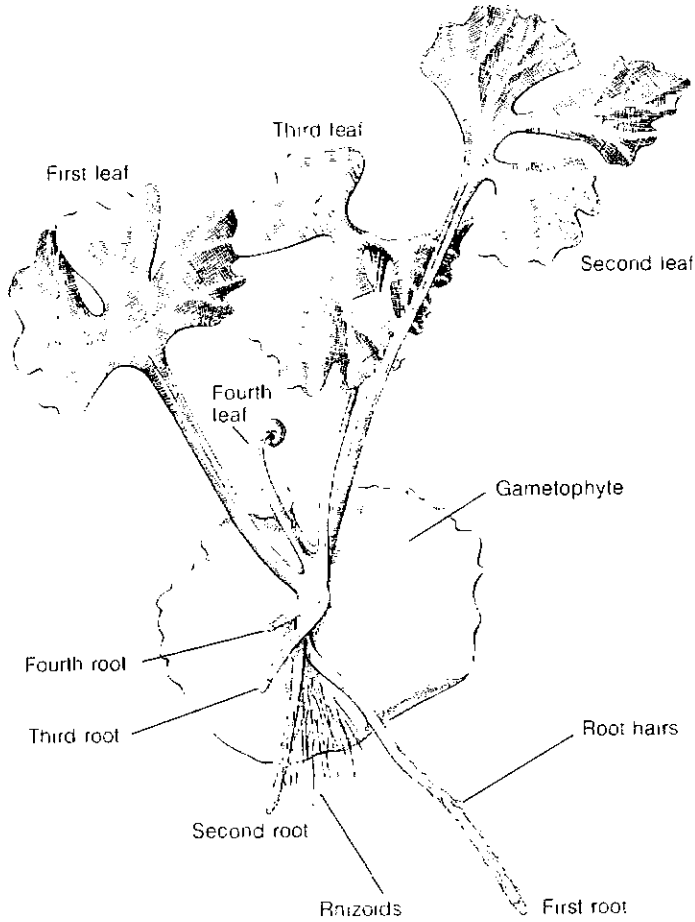 Third leaf
First leaf
Second leaf
Fourth
leaf
Gametophyte
Fourth root
Third root
Root hairs
Second root
Rhizoids
First root